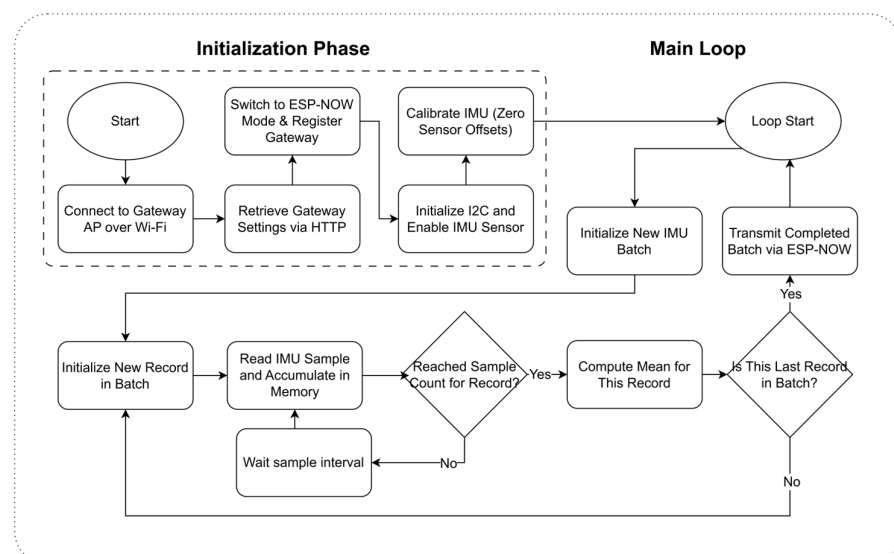 Initialization Phase
Main Loop
Start
Switch to ESP-NOW
Mode & Register
Gateway
Calibrate IMU (Zero
Sensor Offsets)
Loop Start
Connect to Gateway
AP over Wi-Fi
Retrieve Gateway
Settings via HTTP
Initialize I2C and
Enable IMU Sensor
Initialize New IMU
Batch
Transmit Completed
Batch via ESP-NOW
Yes
Initialize New Record
in Batch
Read IMU Sample
and Accumulate in
Memory
Reached Sample
Count for Record?
Yes
Compute Mean for
This Record
Is This Last Record
in Batch?
Wait sample interval
No
No